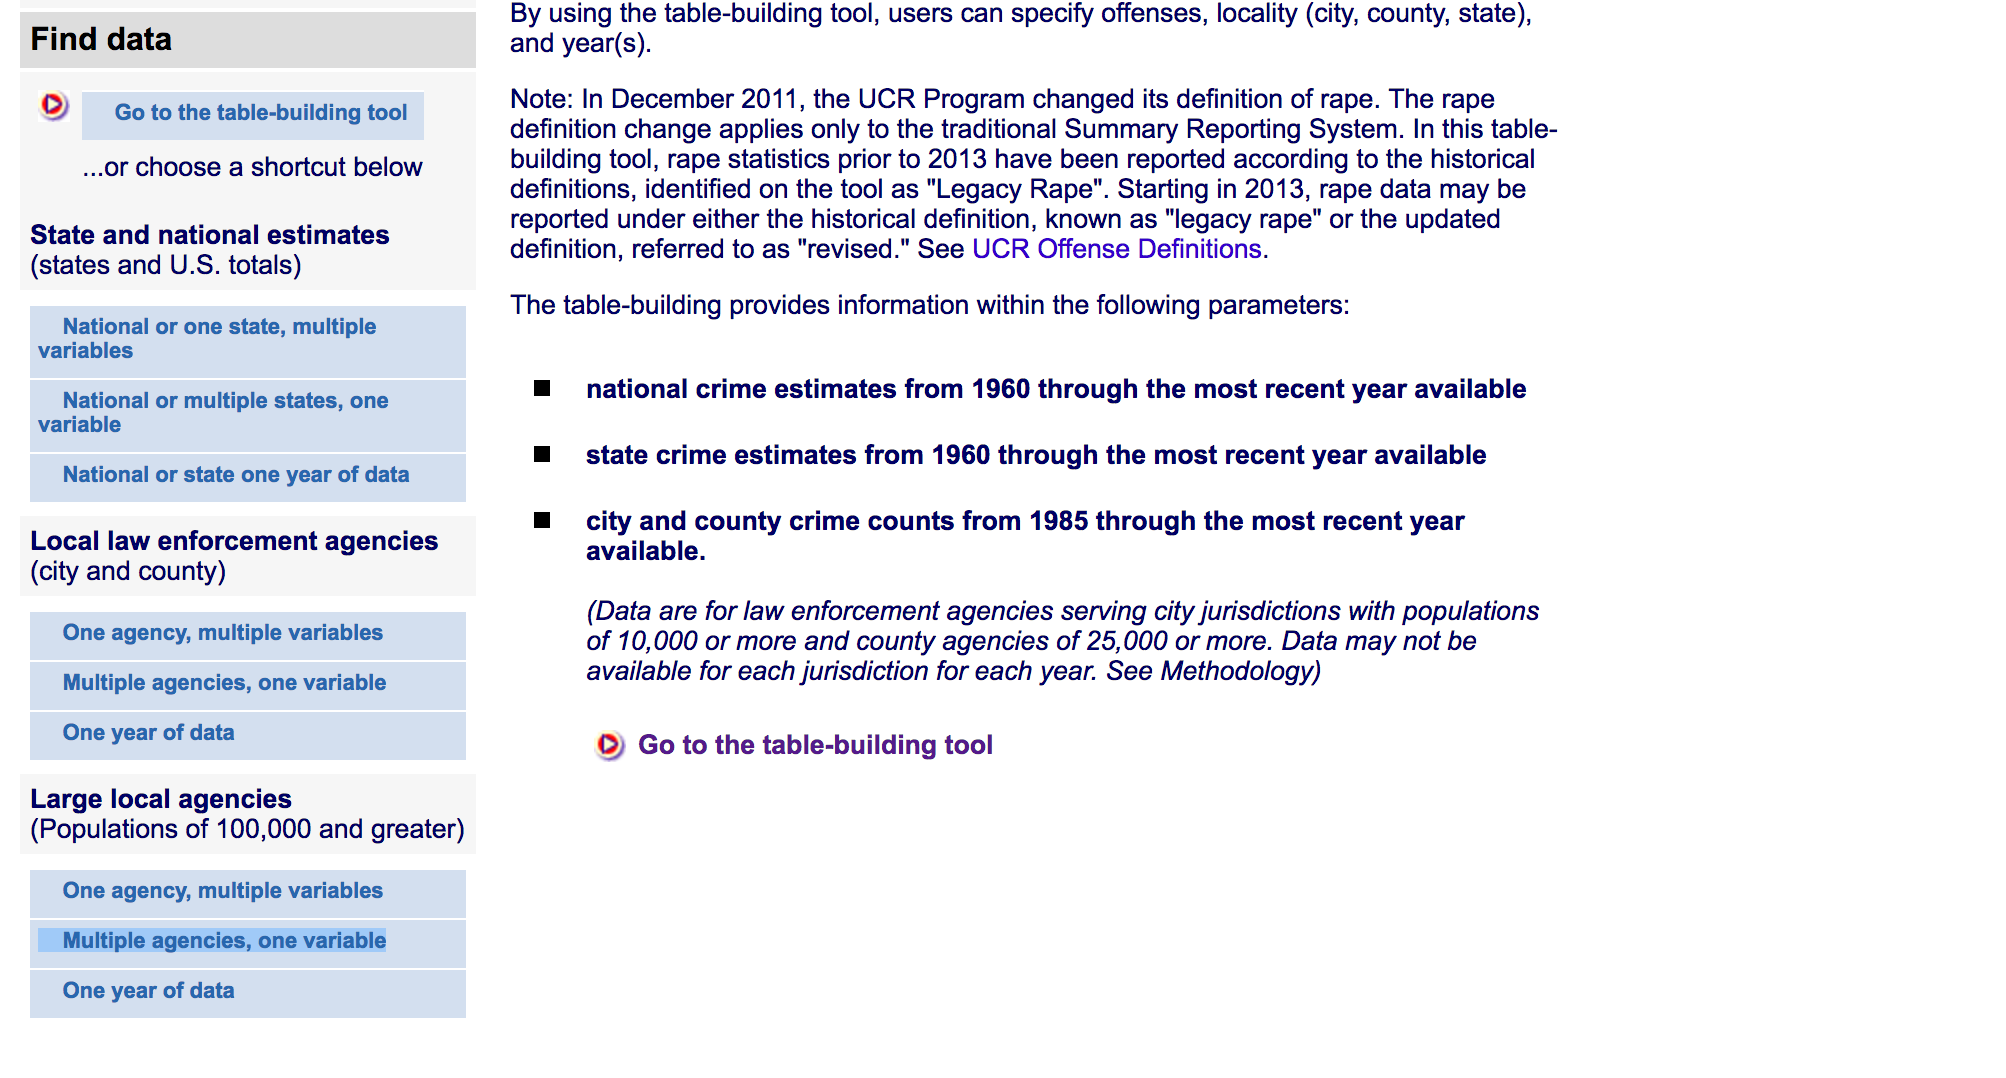 Find data
Go to the table-building tool
...or choose a shortcut below
State and national estimates
(states and U.S. totals)
National or one state, multiple
variables
National or multiple states, one
variable
National or state one year of data
Local law enforcement agencies
(city and county)
One agency, multiple variables
Multiple agencies, one variable
One year of data
Large local agencies
(Populations of 100,000 and greater)
One agency, multiple variables
Multiple agencies, one variable
One year of data
By using the table-building tool, users can specify offenses, locality (city, county, state),
and year(s).
Note: In December 2011, the UCR Program changed its definition of rape. The rape
definition change applies only to the traditional Summary Reporting System. In this table-
building tool, rape statistics prior to 2013 have been reported according to the historical
definitions, identified on the tool as "Legacy Rape". Starting in 2013, rape data may be
reported under either the historical definition, known as "legacy rape" or the updated
definition, referred to as "revised." See UCR Offense Definitions.
The table-building provides information within the following parameters:
national crime estimates from 1960 through the most recent year available
state crime estimates from 1960 through the most recent year available
city and county crime counts from 1985 through the most recent year
available.
(Data are for law enforcement agencies serving city jurisdictions with populations
of 10,000 or more and county agencies of 25,000 or more. Data may not be
available for each jurisdiction for each year. See Methodology)
Go to the table-building tool